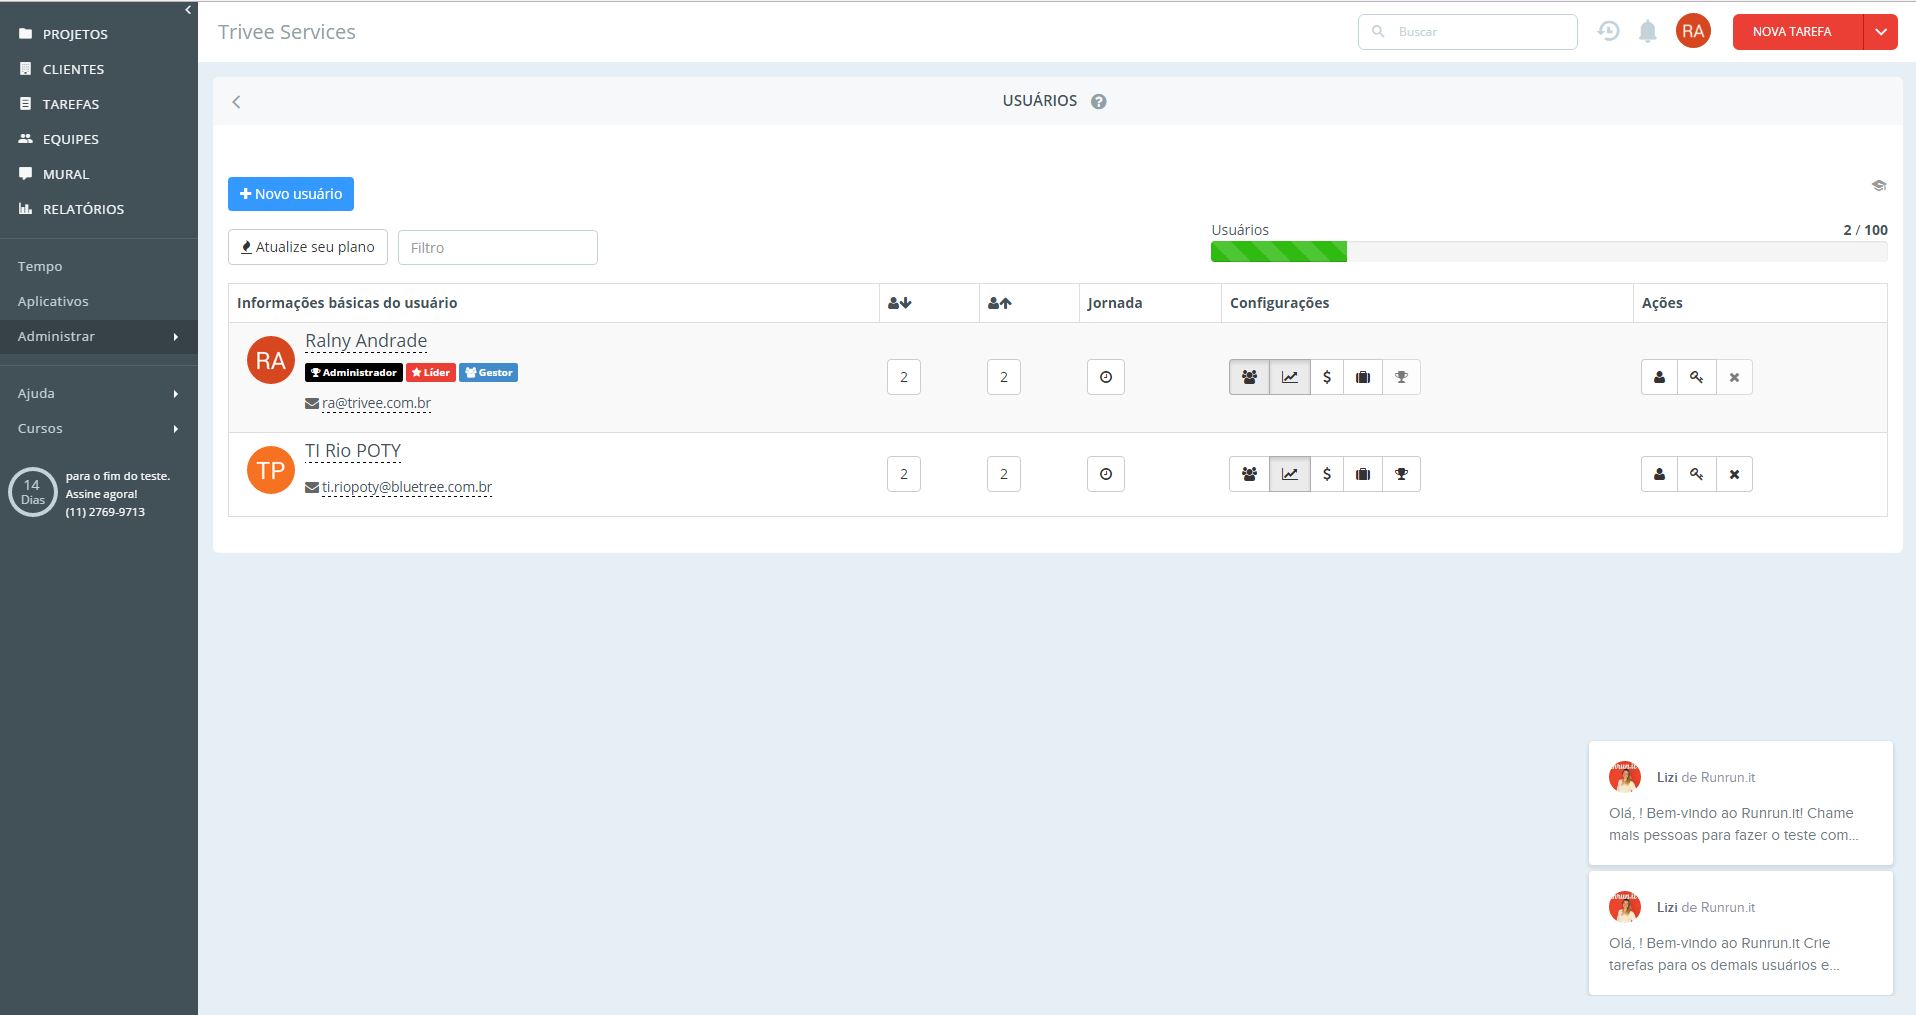 PROJETOS
CLIENTES
TAREFAS
EQUIPES
MURAL
RELATÓRIOS
Tempo
Aplicativos
Administrar
Ajuda
Cursos
14
Dias
para o fim do teste.
Assine agora!
(11) 2769-9713
Trivee Services
Buscar
RA
NOVA TAREFA
USUÁRIOS
Novo usuário
Atualize seu plano
Filtro
Usuários
2 / 100
Informações básicas do usuário
Jornada
Configurações
Ações
RA
Ralny Andrade
Administrador
Líder
Gestor
ra@trivee.com.br
2
2
TP
TI Rio POTY
ti.riopoty@bluetree.com.br
2
2
Lizi de Runrun.it
Olá, ! Bem-vindo ao Runrun.it! Chame
mais pessoas para fazer o teste com...
Lizi de Runrun.it
Olá, ! Bem-vindo ao Runrun.it Crie
tarefas para os demais usuários e...